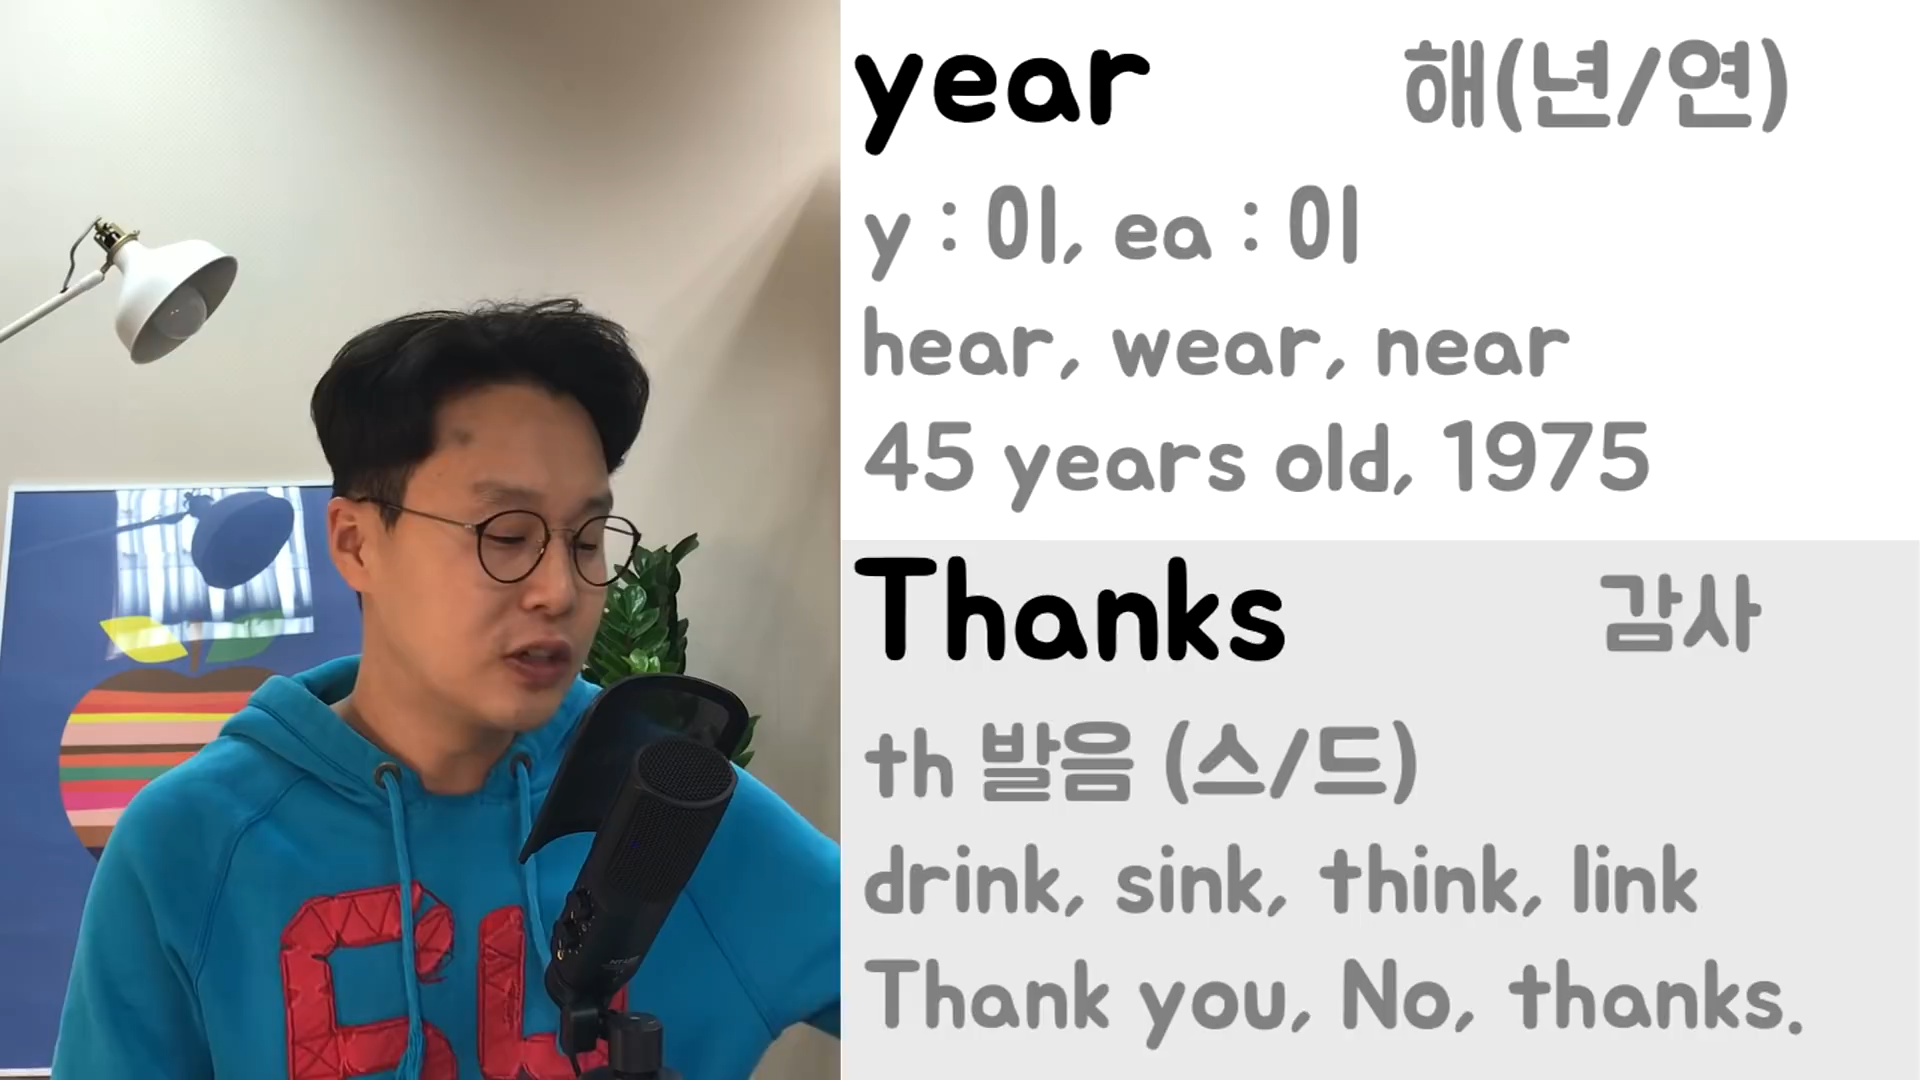 year 해(년/연)
y : 이, ea : 이
hear, wear, near
45 years old, 1975
Thanks 감사
th 발음 (스/드)
drink, sink, think, link
Thank you, No, thanks.